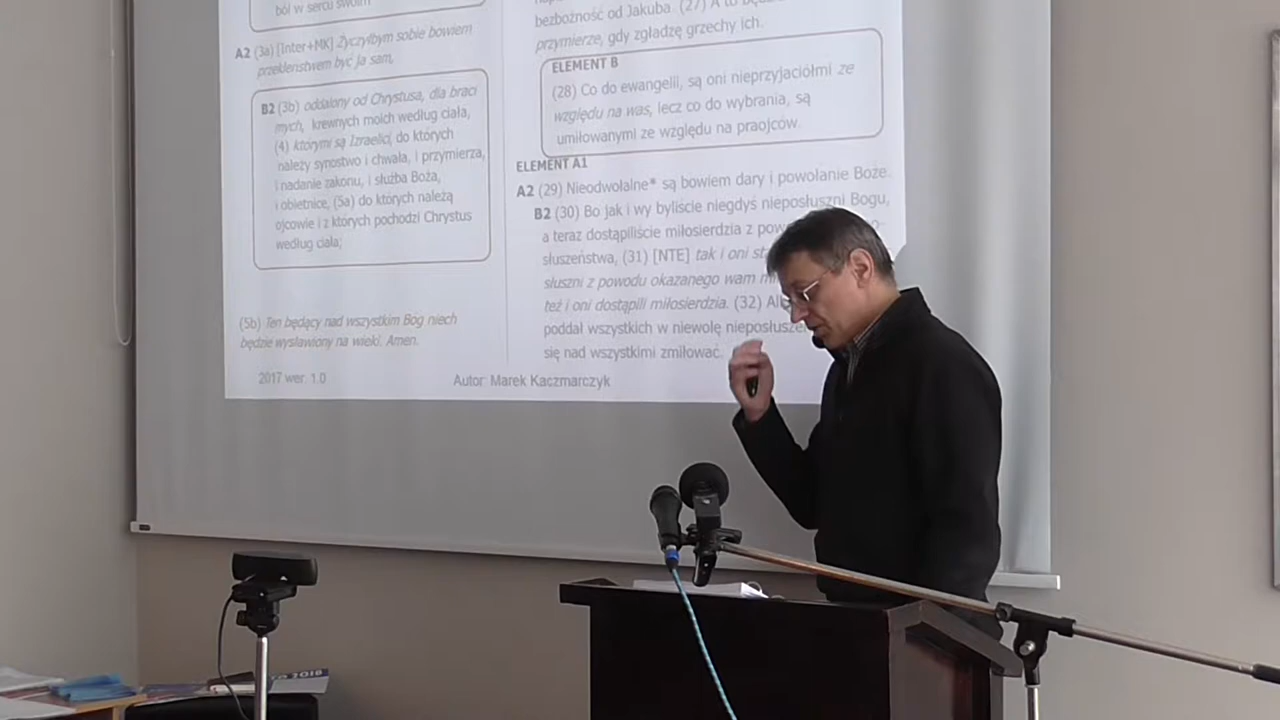 ból w sercu swoim
A2 (3a) [Inter+NK] Życzyłbym sobie bowiem
przekleństwem być ja sam,
B2 (3b) oddalony od Chrystusa, dla braci
mych, krewnych moich według ciała,
(4) którymi są Izraelici, do których
należy synostwo i chwała, i przymierza,
i nadanie zakonu, i służba Boża,
i obietnice, (5a) do których należą
ojcowie i z których pochodzi Chrystus
według ciała;
(5b) Ten będący nad wszystkim Bog niech
będzie wysławiony na wieki. Amen.
bezbożność od Jakuba. (27) A to
przymierze, gdy zgładzę grzechy ich.
ELEMENT B
(28) Co do ewangelii, są oni nieprzyjaciółmi ze
względu na was, lecz co do wybrania, są
umiłowanymi ze względu na praojców.
ELEMENT A1
A2 (29) Nieodwołalne* są bowiem dary i powołanie Boże.
B2 (30) Bo jak i wy byliście niegdyś nieposłuszni Bogu,
a teraz dostąpiliście miłosierdzia z
słuszeństwa, (31) [NTE] tak i oni
słuszni z powodu okazanego wam
też i oni dostąpili miłosierdzia. (32)
poddał wszystkich w niewolę
się nad wszystkimi zmiłować.
2017 wer. 1.0
Autor: Marek Kaczmarczyk
2018